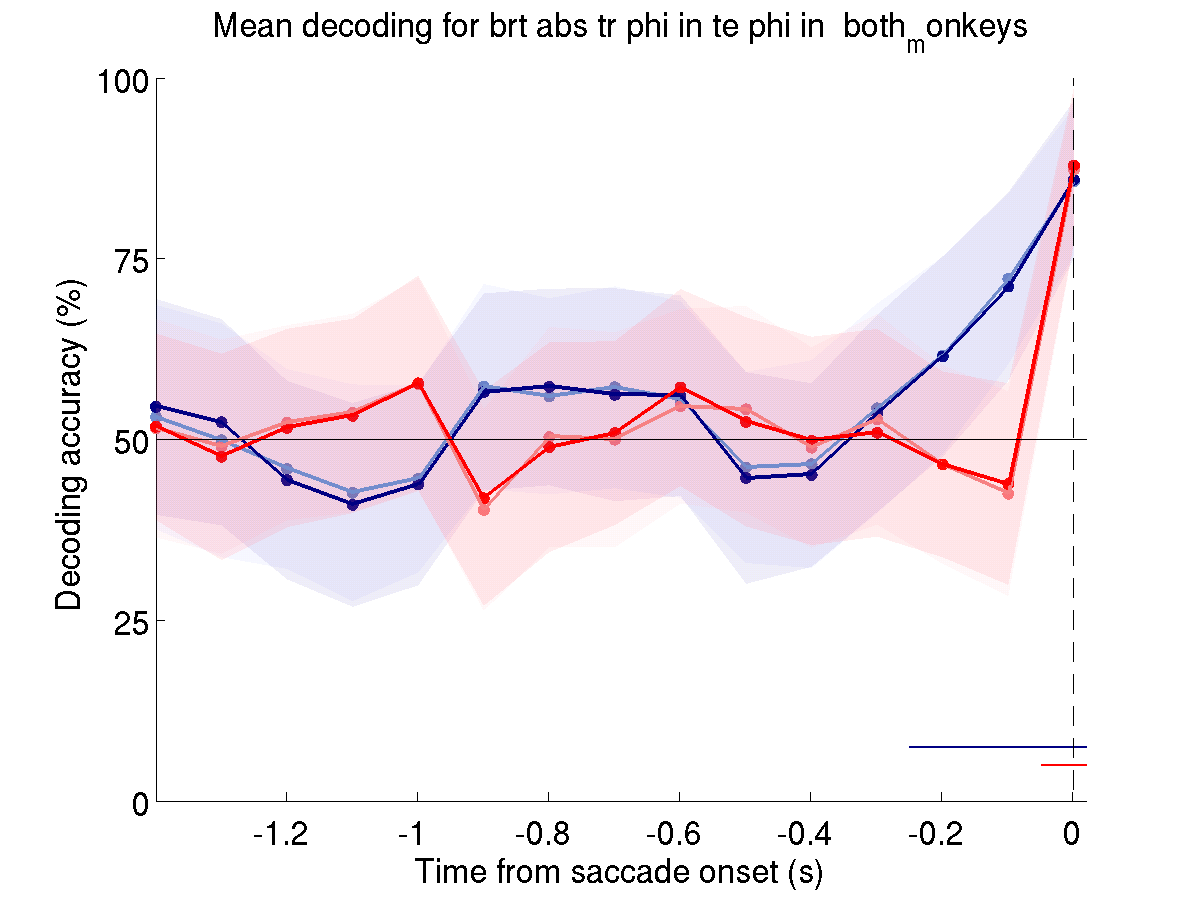 Mean decoding for brt abs tr phi in te phi in both_monkeys
100
75
50
25
0
Decoding accuracy (%)
-1.2 -1 -0.8 -0.6 -0.4 -0.2 0
Time from saccade onset (s)